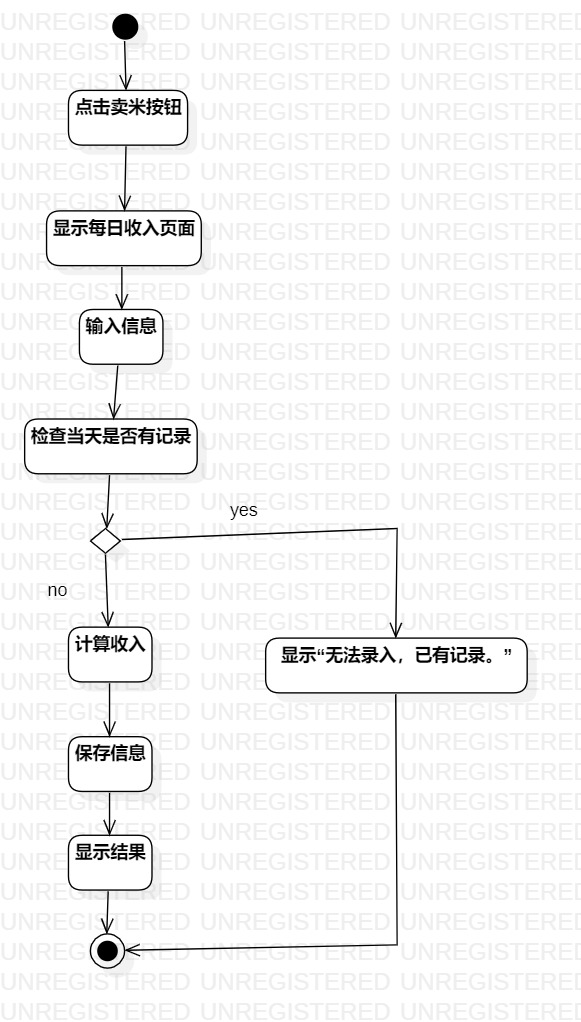 点击卖米按钮
显示每日收入页面
输入信息
检查当天是否有记录
yes
no
计算收入
显示“无法录入，已有记录。”
保存信息
显示结果
UNREGISTERED